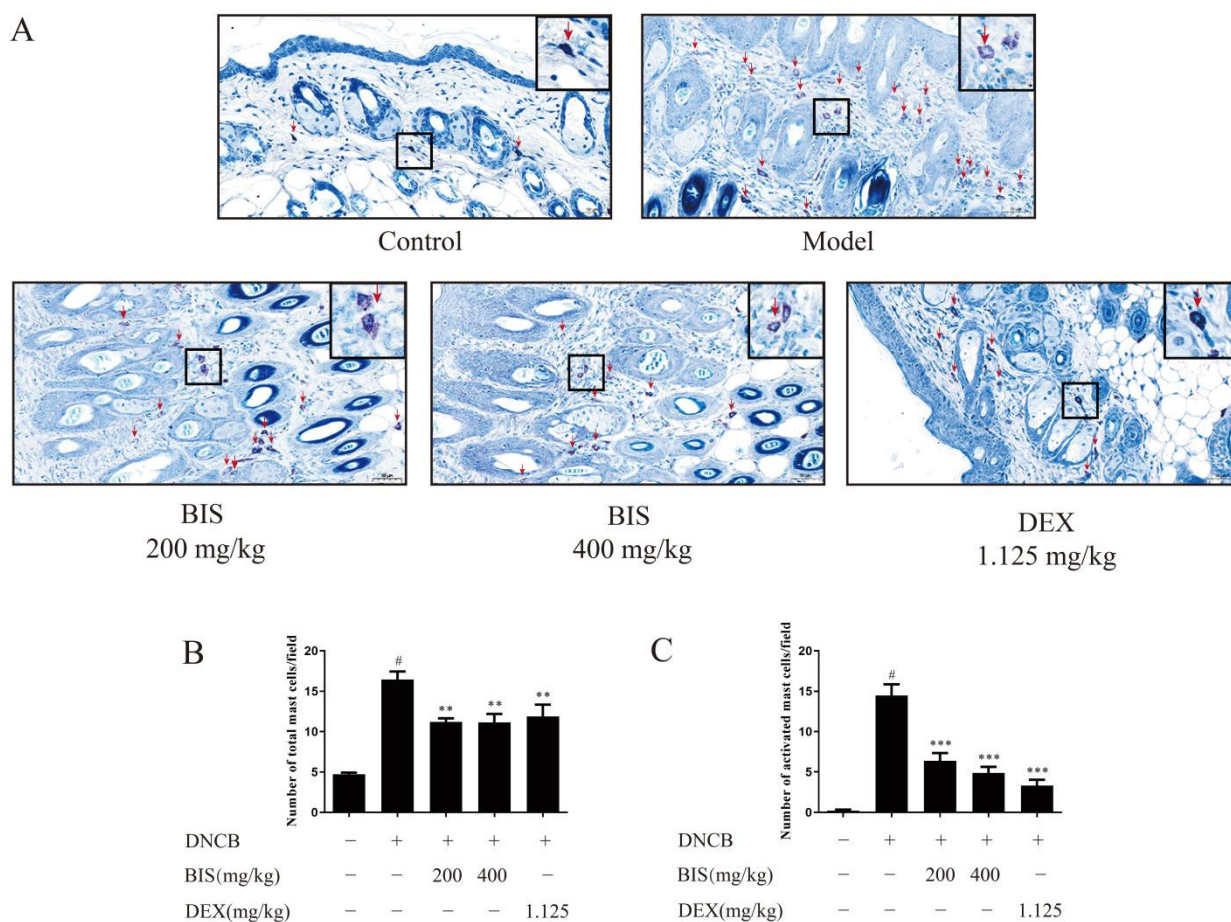 A
Control
Model
BIS
200 mg/kg
BIS
400 mg/kg
DEX
1.125 mg/kg
B
Number of total mast cells/field
20
15
10
5
0
#
**
**
**
DNCB − + + + +
BIS(mg/kg) − − 200 400 −
DEX(mg/kg) − − − − 1.125
C
Number of activated mast cells/field
20
15
10
5
0
#
***
***
***
DNCB − + + + +
BIS(mg/kg) − − 200 400 −
DEX(mg/kg) − − − − 1.125